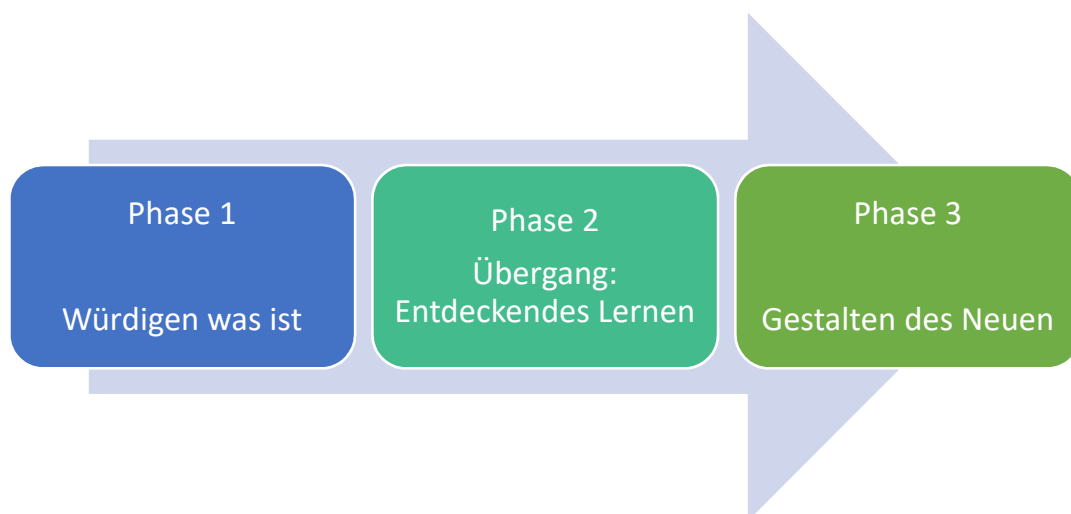 Phase 1
Würdigen was ist
Phase 2
Übergang:
Entdeckendes Lernen
Phase 3
Gestalten des Neuen